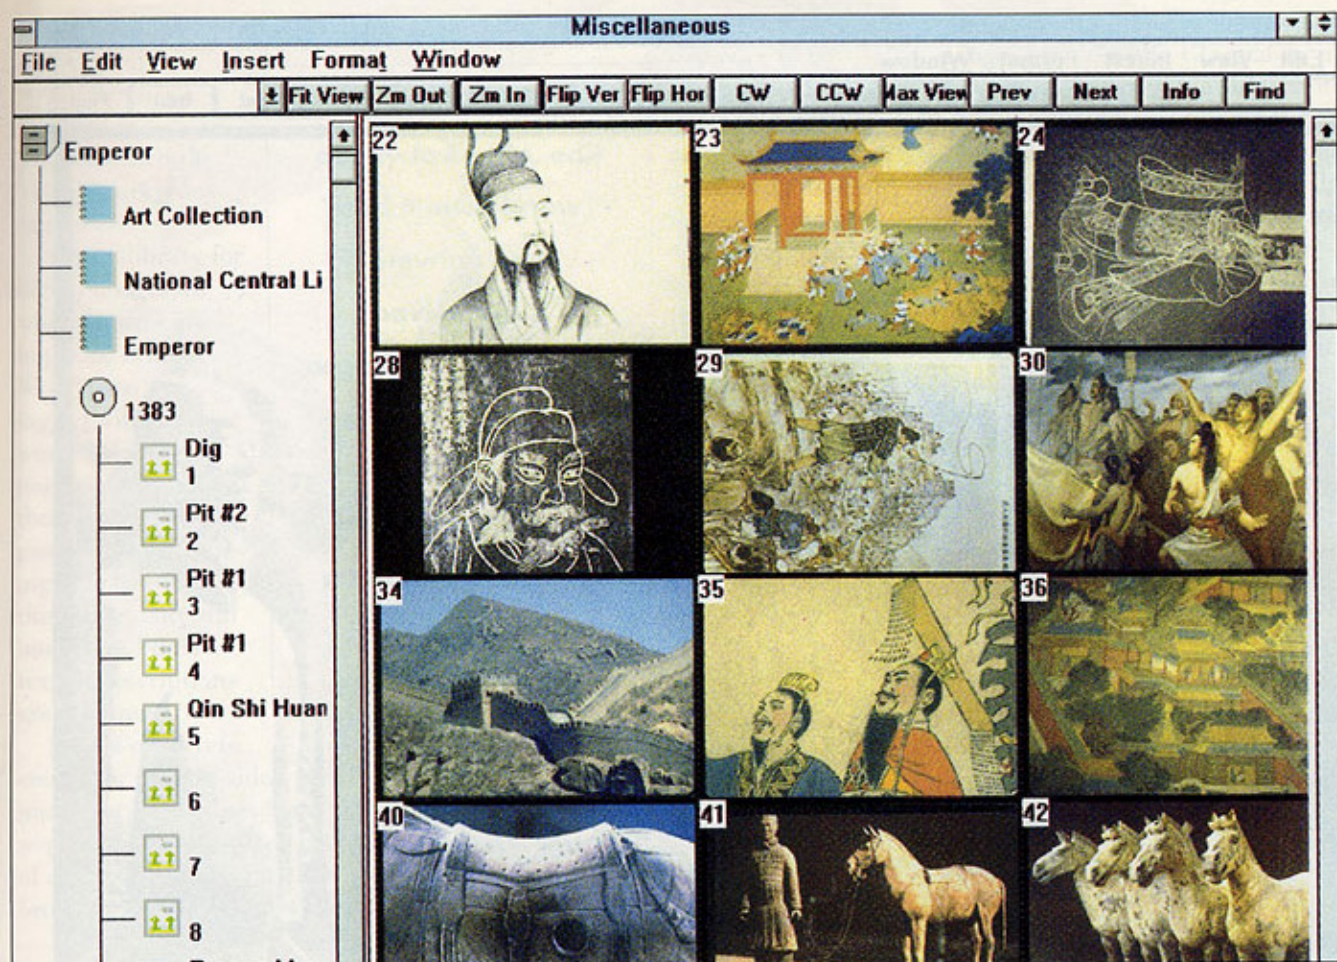 Miscellaneous
File Edit View Insert Format Window
Fit View Zm Out Zm In Flip Ver Flip Hor CW CCW Max View Prev Next Info Find
Emperor
Art Collection
National Central Li
Emperor
1383
Dig
1
Pit #2
2
Pit #1
3
Pit #1
4
Qin Shi Huan
5
6
7
8
22 23 24
28 29 30
34 35 36
40 41 42